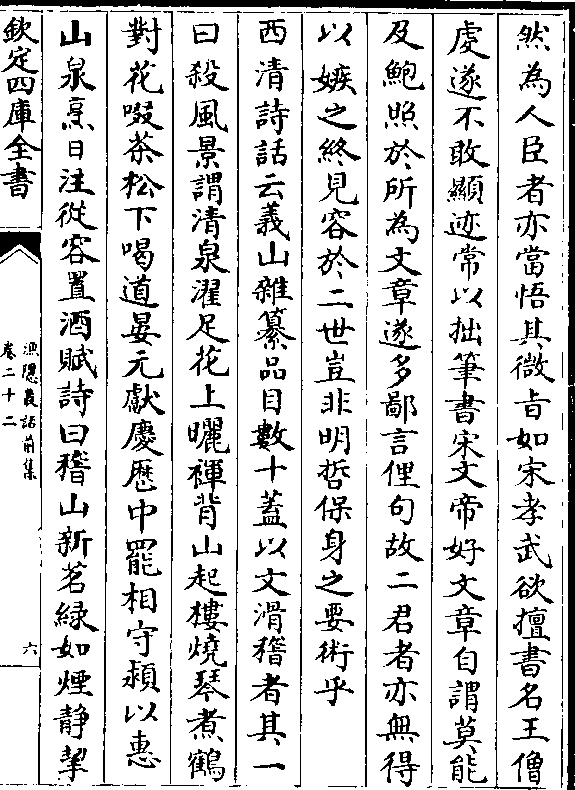 然為人臣者亦當悟其微旨如宋孝武欲擅書名王僧
虔遂不敢顯迹常以拙筆書宋文帝好文章自謂莫能
及鮑照於所為文章遂多鄙言俚句故二君者亦無得
以嫉之終見容於二世豈非明哲保身之要術乎
西清詩話云義山雜纂品目數十蓋以文滑稽者其一
曰殺風景謂清泉濯足花上曬褌背山起樓燒琴煮鶴
對花啜茶松下喝道晏元獻慶歷中罷相守潁以惠
山泉烹日注從容置酒賦詩曰稽山新茗綠如煙静挈
欽定四庫全書
漁隱叢話前集
卷二十二
六